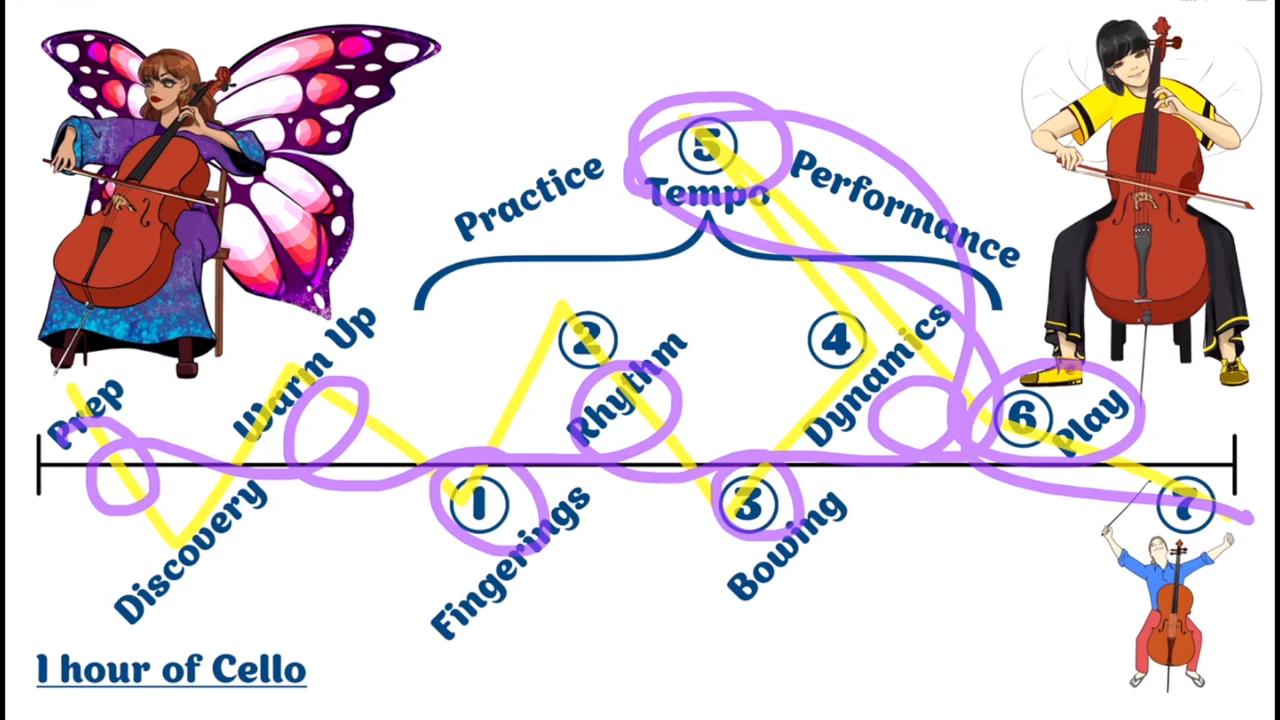 5
Tempo
Practice
Performance
Prep
Discovery
Warm Up
1
Fingerings
2
Rhythm
3
Bowing
4
Dynamics
6
Play
7
1 hour of Cello